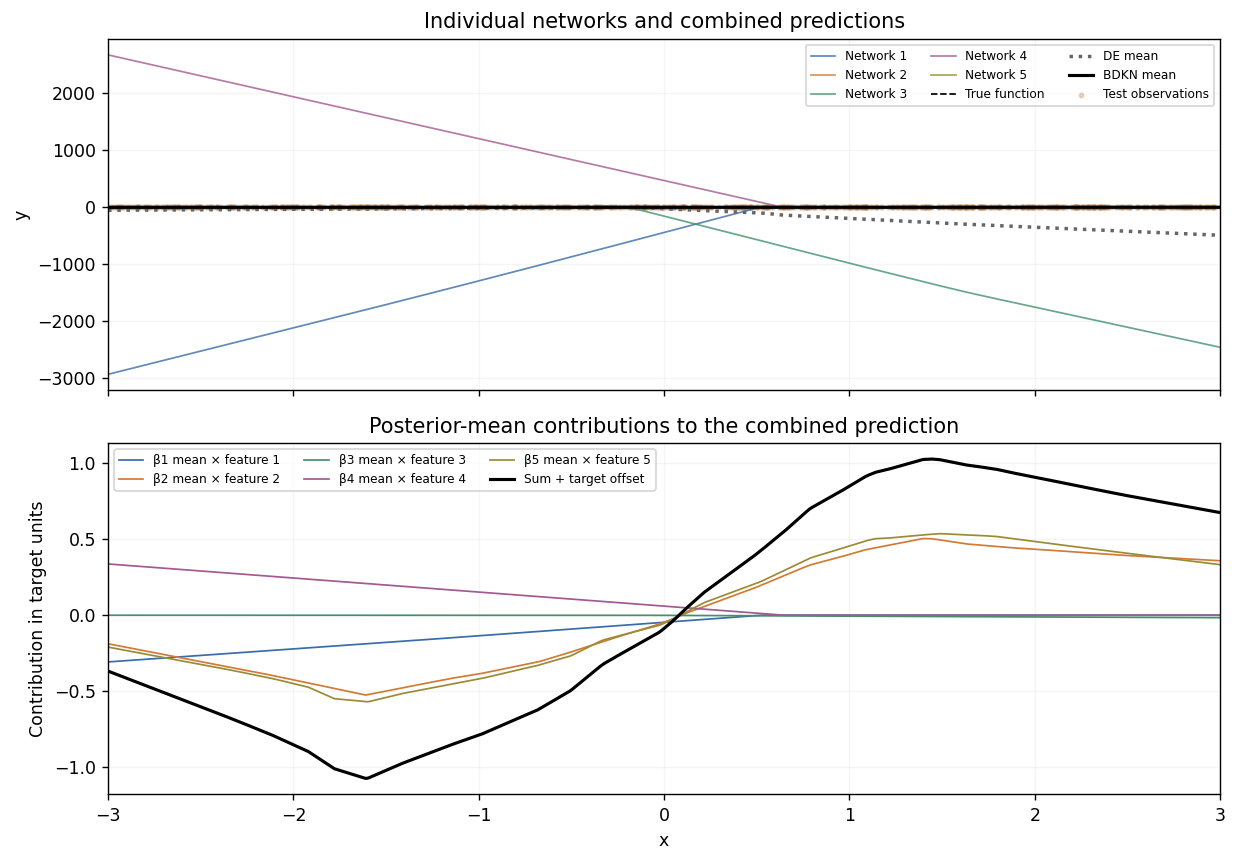 Individual networks and combined predictions
2000
1000
0
−1000
−2000
−3000
y
Network 1
Network 2
Network 3
Network 4
Network 5
True function
DE mean
BDKN mean
Test observations
Posterior-mean contributions to the combined prediction
1.0
0.5
0.0
−0.5
−1.0
Contribution in target units
β1 mean × feature 1
β2 mean × feature 2
β3 mean × feature 3
β4 mean × feature 4
β5 mean × feature 5
Sum + target offset
−3
−2
−1
0
1
2
3
x